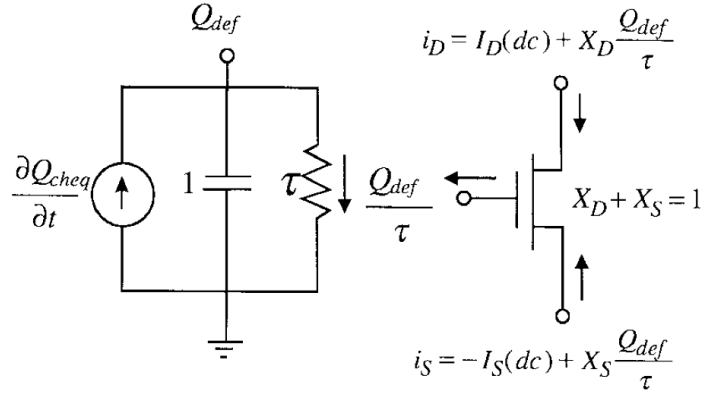 Q_def
i_D = I_D(dc) + X_D Q_def/τ
∂Q_cheq/∂t
1
τ
Q_def/τ
X_D + X_S = 1
i_S = −I_S(dc) + X_S Q_def/τ